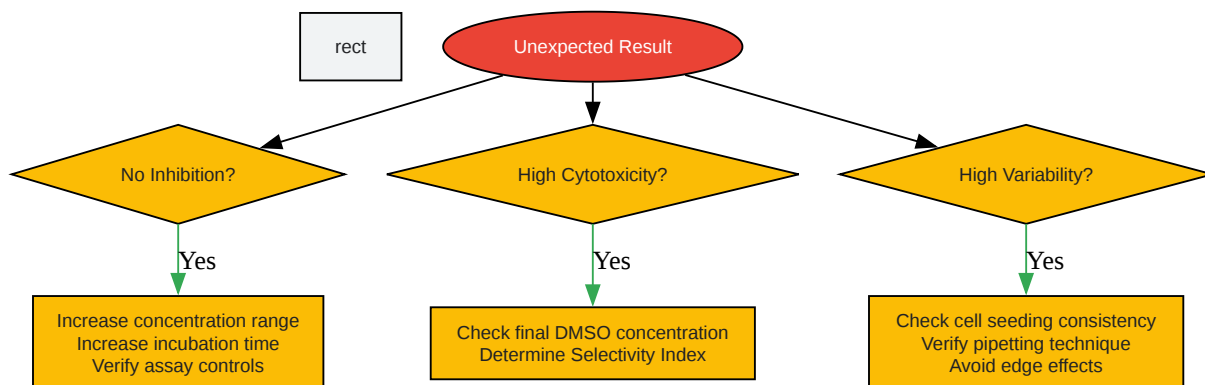 rect
Unexpected Result
No Inhibition?
High Cytotoxicity?
High Variability?
Yes
Yes
Yes
Increase concentration range
Increase incubation time
Verify assay controls
Check final DMSO concentration
Determine Selectivity Index
Check cell seeding consistency
Verify pipetting technique
Avoid edge effects